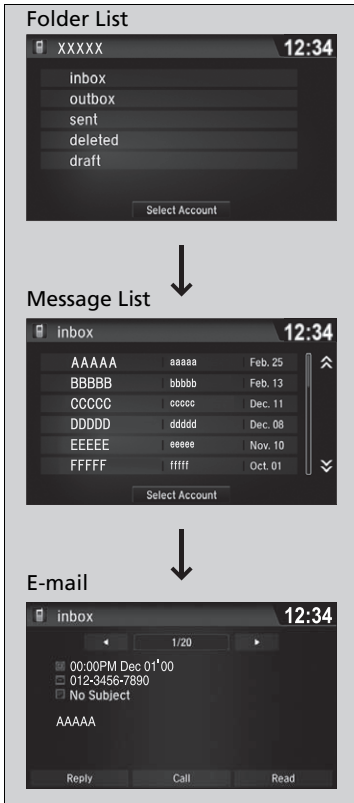 Folder List
XXXXX 12:34
inbox
outbox
sent
deleted
draft
Select Account
Message List
inbox 12:34
AAAAA aaaaa Feb. 25
BBBBB bbbbb Feb. 13
CCCCC ccccc Dec. 11
DDDDD ddddd Dec. 08
EEEEE eeeee Nov. 10
FFFFF fffff Oct. 01
Select Account
E-mail
inbox 12:34
1/20
00:00PM Dec 01'00
012-3456-7890
No Subject
AAAAA
Reply Call Read